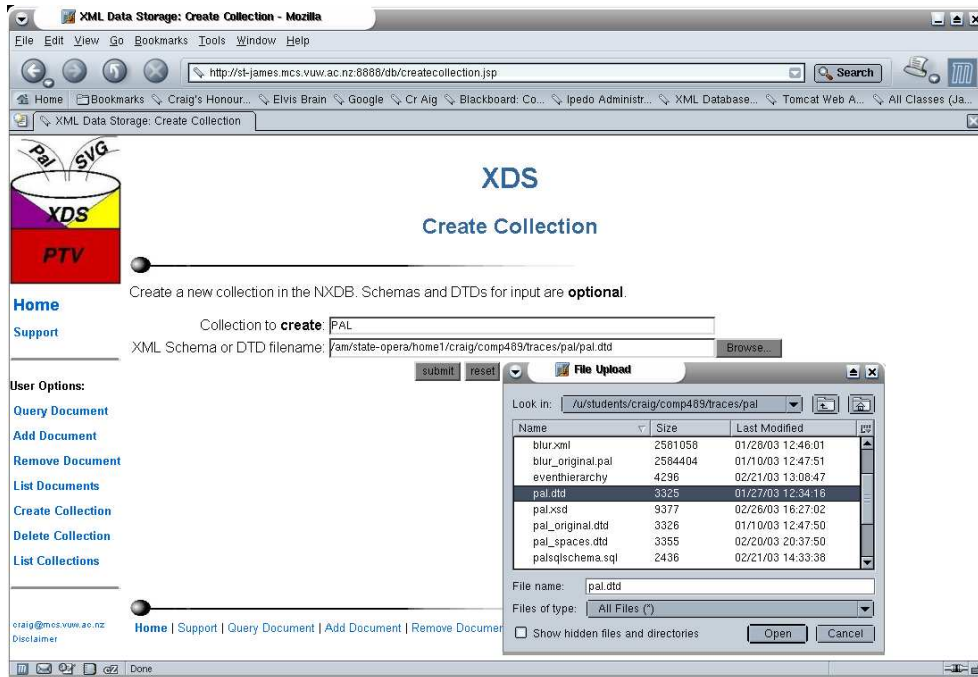 XML Data Storage: Create Collection - Mozilla
File Edit View Go Bookmarks Tools Window Help
http://st-james.mcs.vuw.ac.nz:8888/db/createcollection.jsp Search
Home Bookmarks Craig's Honour... Elvis Brain Google Cr Aig Blackboard: Co... Ipedo Administr... XML Database... Tomcat Web A... All Classes (Ja...
XML Data Storage: Create Collection
Pal SVG
XDS
PTV
XDS
Create Collection
Create a new collection in the NXDB. Schemas and DTDs for input are optional.
Collection to create: PAL
XML Schema or DTD filename: /am/state-opera/home1/craig/comp489/traces/pal/pal.dtd Browse...
submit reset
Home
Support
User Options:
Query Document
Add Document
Remove Document
List Documents
Create Collection
Delete Collection
List Collections
craig@mcs.vuw.ac.nz
Disclaimer
Home | Support | Query Document | Add Document | Remove Documen
File Upload
Look in: /u/students/craig/comp489/traces/pal
Name Size Last Modified
blur.xml 2581058 01/28/03 12:46:01
blur_original.pal 2584404 01/10/03 12:47:51
eventhierarchy 4296 02/21/03 13:08:47
pal.dtd 3325 01/27/03 12:34:16
pal.xsd 9377 02/26/03 16:27:02
pal_original.dtd 3326 01/10/03 12:47:50
pal_spaces.dtd 3355 02/20/03 20:37:50
palsqlschema.sql 2436 02/21/03 14:33:38
File name: pal.dtd
Files of type: All Files (*)
Show hidden files and directories Open Cancel
Done